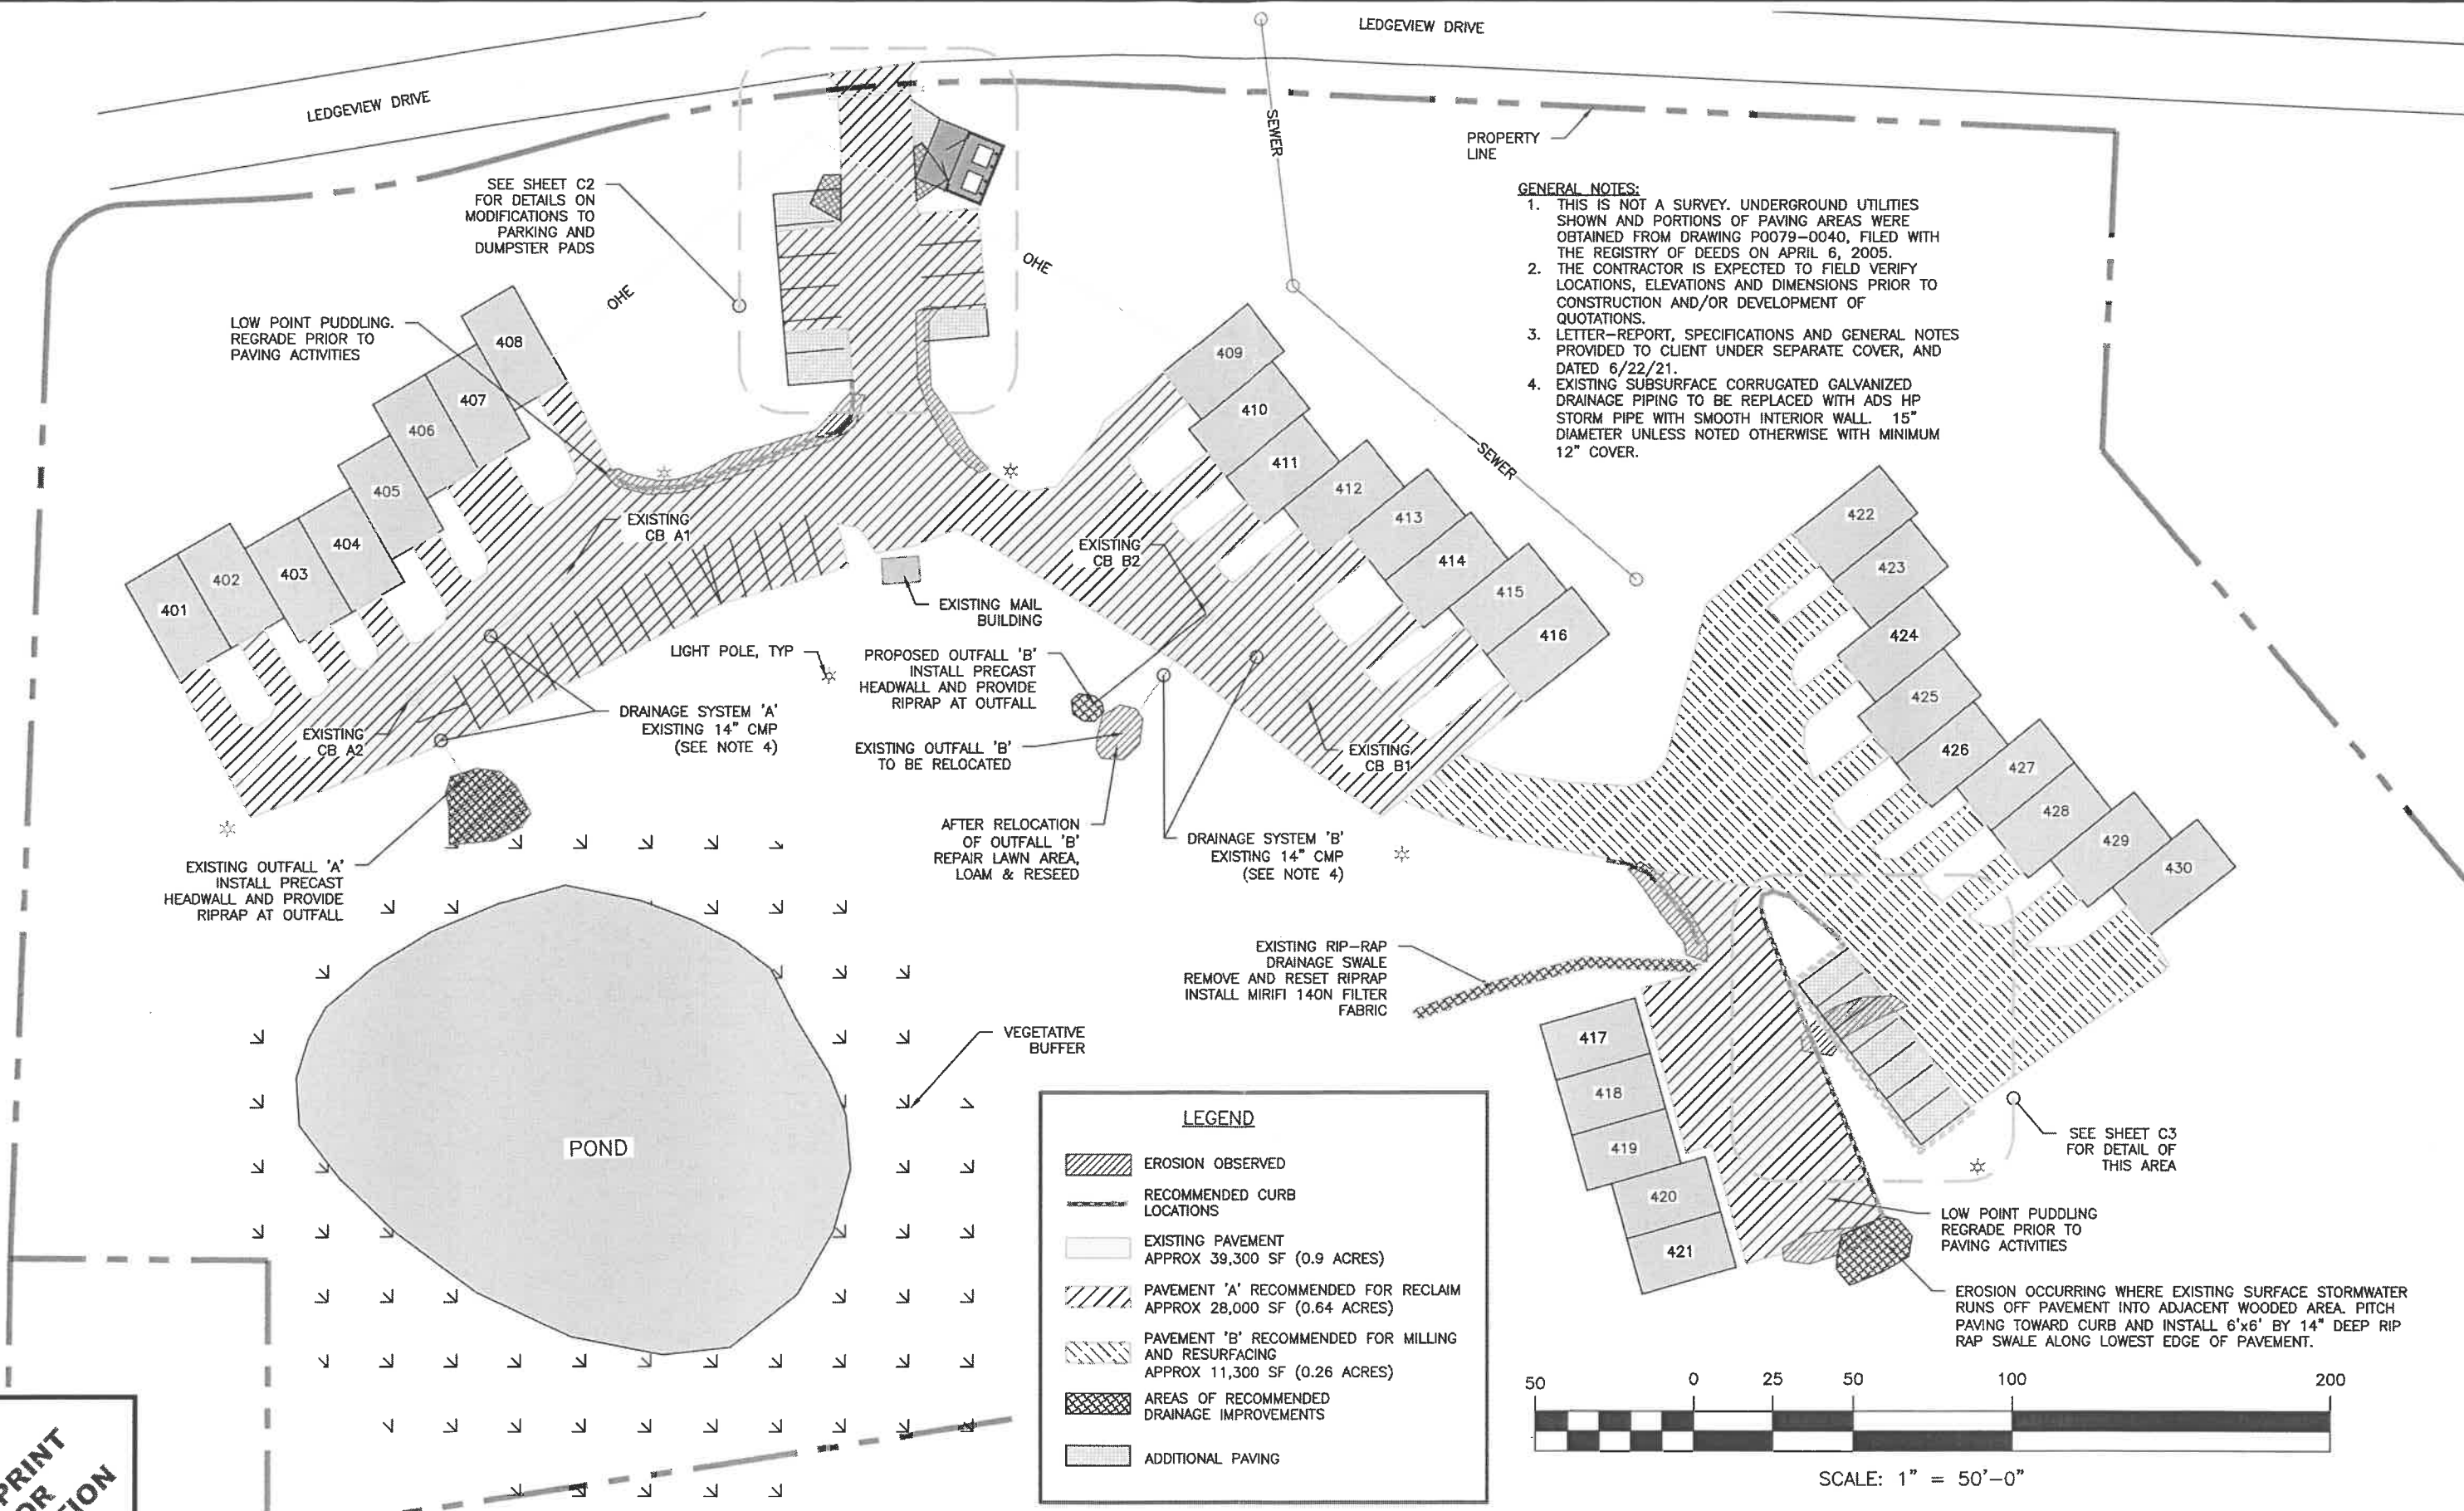 LEDGEVIEW DRIVE
LEDGEVIEW DRIVE
SEWER
PROPERTY
LINE
SEE SHEET C2
FOR DETAILS ON
MODIFICATIONS TO
PARKING AND
DUMPSTER PADS
GENERAL NOTES:
1. THIS IS NOT A SURVEY. UNDERGROUND UTILITIES
SHOWN AND PORTIONS OF PAVING AREAS WERE
OBTAINED FROM DRAWING P0079-0040, FILED WITH
THE REGISTRY OF DEEDS ON APRIL 6, 2005.
2. THE CONTRACTOR IS EXPECTED TO FIELD VERIFY
LOCATIONS, ELEVATIONS AND DIMENSIONS PRIOR TO
CONSTRUCTION AND/OR DEVELOPMENT OF
QUOTATIONS.
3. LETTER-REPORT, SPECIFICATIONS AND GENERAL NOTES
PROVIDED TO CLIENT UNDER SEPARATE COVER, AND
DATED 6/22/21.
4. EXISTING SUBSURFACE CORRUGATED GALVANIZED
DRAINAGE PIPING TO BE REPLACED WITH ADS HP
STORM PIPE WITH SMOOTH INTERIOR WALL. 15"
DIAMETER UNLESS NOTED OTHERWISE WITH MINIMUM
12" COVER.
OHE
OHE
LOW POINT PUDDLING.
REGRADE PRIOR TO
PAVING ACTIVITIES
408
407
406
405
404
403
402
401
409
410
411
412
413
414
415
416
SEWER
422
423
424
425
426
427
428
429
430
EXISTING
CB A1
EXISTING
CB B2
EXISTING MAIL
BUILDING
LIGHT POLE, TYP
PROPOSED OUTFALL 'B'
INSTALL PRECAST
HEADWALL AND PROVIDE
RIPRAP AT OUTFALL
EXISTING
CB A2
DRAINAGE SYSTEM 'A'
EXISTING 14" CMP
(SEE NOTE 4)
EXISTING OUTFALL 'B'
TO BE RELOCATED
EXISTING
CB B1
AFTER RELOCATION
OF OUTFALL 'B'
REPAIR LAWN AREA,
LOAM & RESEED
DRAINAGE SYSTEM 'B'
EXISTING 14" CMP
(SEE NOTE 4)
EXISTING OUTFALL 'A'
INSTALL PRECAST
HEADWALL AND PROVIDE
RIPRAP AT OUTFALL
EXISTING RIP-RAP
DRAINAGE SWALE
REMOVE AND RESET RIPRAP
INSTALL MIRIFI 140N FILTER
FABRIC
VEGETATIVE
BUFFER
POND
417
418
419
420
421
SEE SHEET C3
FOR DETAIL OF
THIS AREA
LOW POINT PUDDLING
REGRADE PRIOR TO
PAVING ACTIVITIES
EROSION OCCURRING WHERE EXISTING SURFACE STORMWATER
RUNS OFF PAVEMENT INTO ADJACENT WOODED AREA. PITCH
PAVING TOWARD CURB AND INSTALL 6'x6' BY 14" DEEP RIP
RAP SWALE ALONG LOWEST EDGE OF PAVEMENT.
LEGEND
EROSION OBSERVED
RECOMMENDED CURB
LOCATIONS
EXISTING PAVEMENT
APPROX 39,300 SF (0.9 ACRES)
PAVEMENT 'A' RECOMMENDED FOR RECLAIM
APPROX 28,000 SF (0.64 ACRES)
PAVEMENT 'B' RECOMMENDED FOR MILLING
AND RESURFACING
APPROX 11,300 SF (0.26 ACRES)
AREAS OF RECOMMENDED
DRAINAGE IMPROVEMENTS
ADDITIONAL PAVING
50 0 25 50 100 200
SCALE: 1" = 50'-0"
PRINT